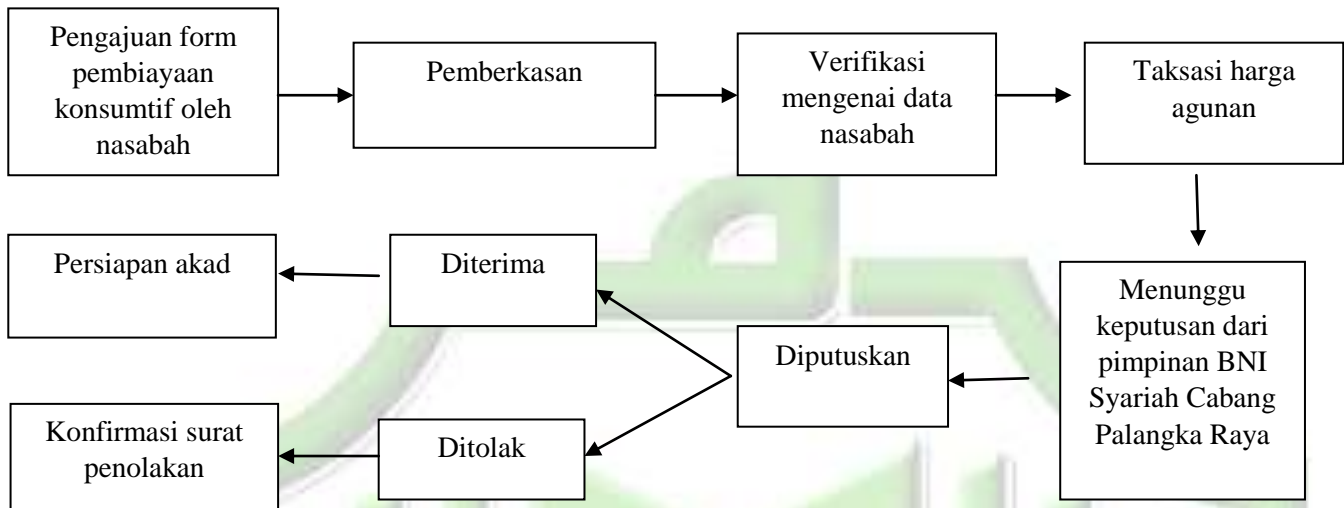 Pengajuan form
pembiayaan
konsumtif oleh
nasabah
Pemberkasan
Verifikasi
mengenai data
nasabah
Taksasi harga
agunan
Menunggu
keputusan dari
pimpinan BNI
Syariah Cabang
Palangka Raya
Diputuskan
Diterima
Persiapan akad
Ditolak
Konfirmasi surat
penolakan